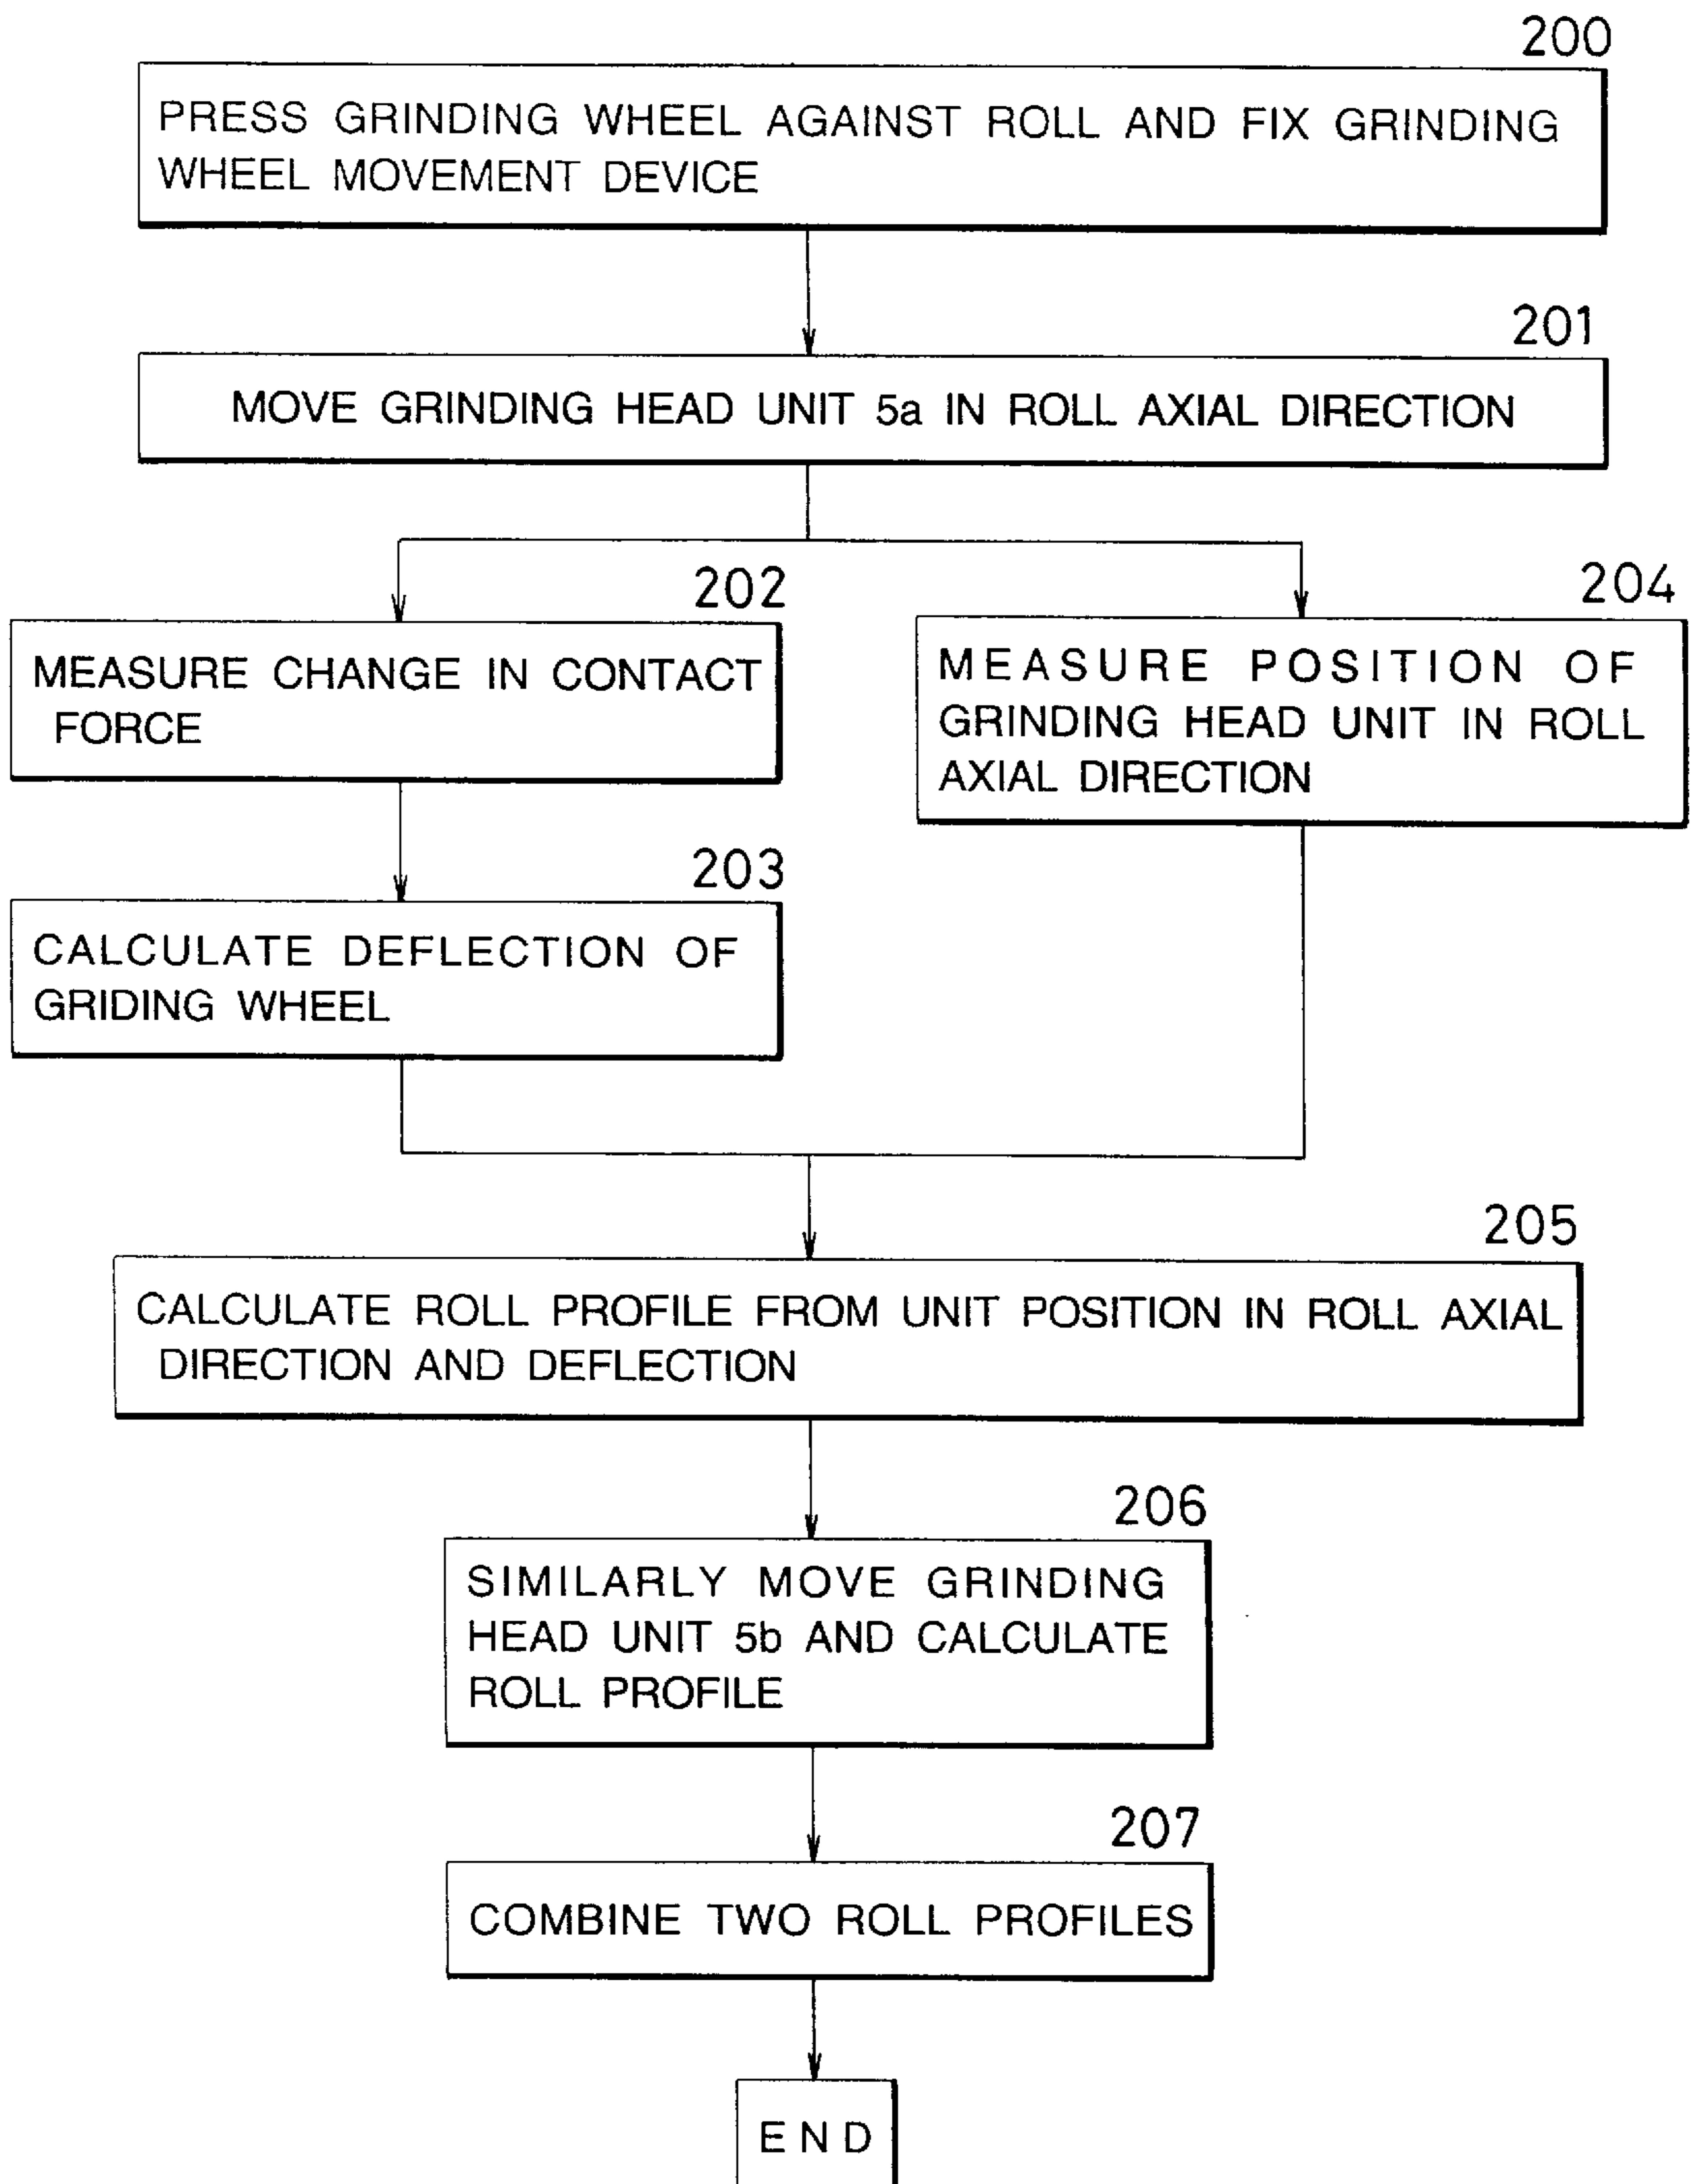 200
PRESS GRINDING WHEEL AGAINST ROLL AND FIX GRINDING
WHEEL MOVEMENT DEVICE
201
MOVE GRINDING HEAD UNIT 5a IN ROLL AXIAL DIRECTION
202
MEASURE CHANGE IN CONTACT
FORCE
204
MEASURE POSITION OF
GRINDING HEAD UNIT IN ROLL
AXIAL DIRECTION
203
CALCULATE DEFLECTION OF
GRIDING WHEEL
205
CALCULATE ROLL PROFILE FROM UNIT POSITION IN ROLL AXIAL
DIRECTION AND DEFLECTION
206
SIMILARLY MOVE GRINDING
HEAD UNIT 5b AND CALCULATE
ROLL PROFILE
207
COMBINE TWO ROLL PROFILES
END